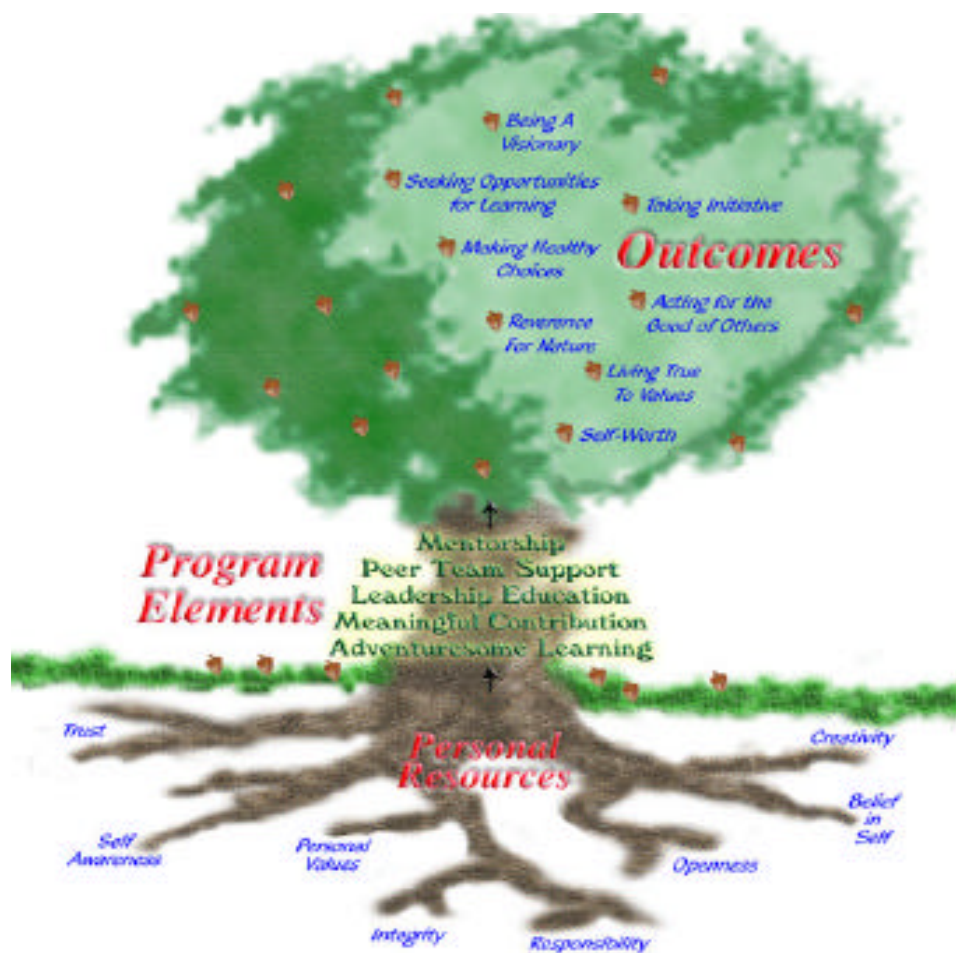 Being A
Visionary
Seeking Opportunities
for Learning
Taking Initiative
Outcomes
Making Healthy
Choices
Acting for the
Good of Others
Reverence
For Nature
Living True
To Values
Self-Worth
Program
Elements
Mentorship
Peer Team Support
Leadership Education
Meaningful Contribution
Adventuresome Learning
Personal
Resources
Trust
Creativity
Self
Awareness
Personal
Values
Belief
in
Self
Openness
Integrity
Responsibility